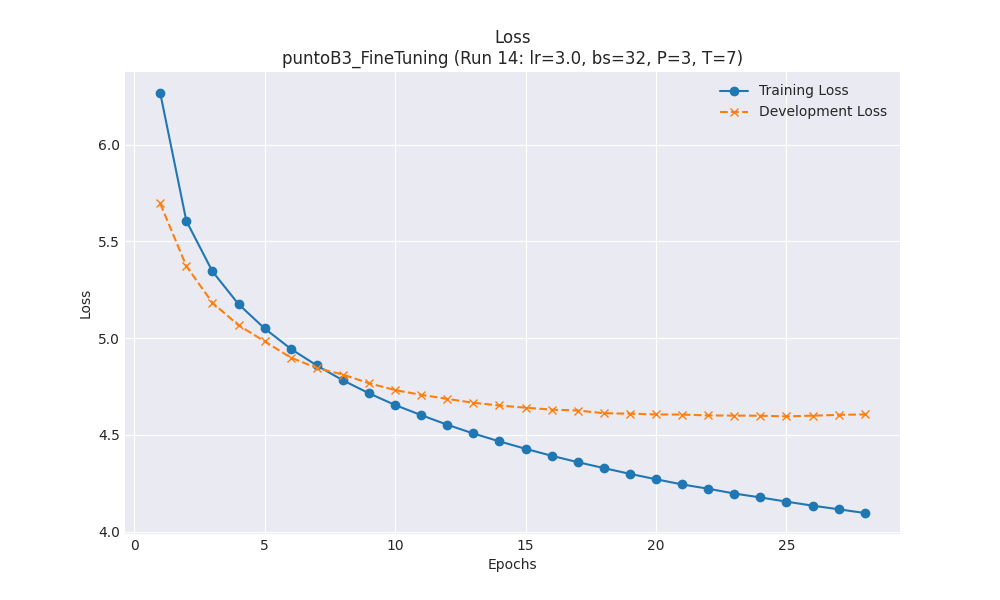 Loss
puntoB3_FineTuning (Run 14: lr=3.0, bs=32, P=3, T=7)
Training Loss
Development Loss
6.0
5.5
5.0
4.5
4.0
Loss
0
5
10
15
20
25
Epochs